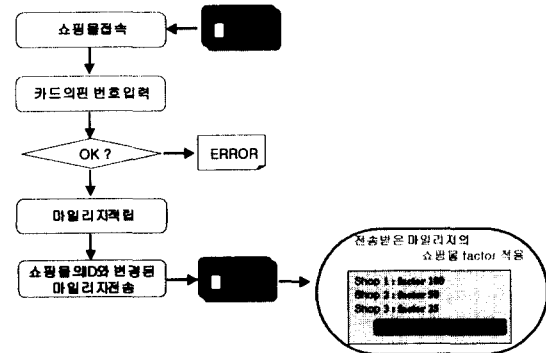 쇼핑몰접속
카드의핀 번호입력
OK ?
ERROR
마일리지적립
쇼핑몰의ID와 변경된
마일리지전송
전송받은 마일리지의
쇼핑몰 factor 적용
Shop 1 : factor 100
Shop 2 : factor 50
Shop 3 : factor 25